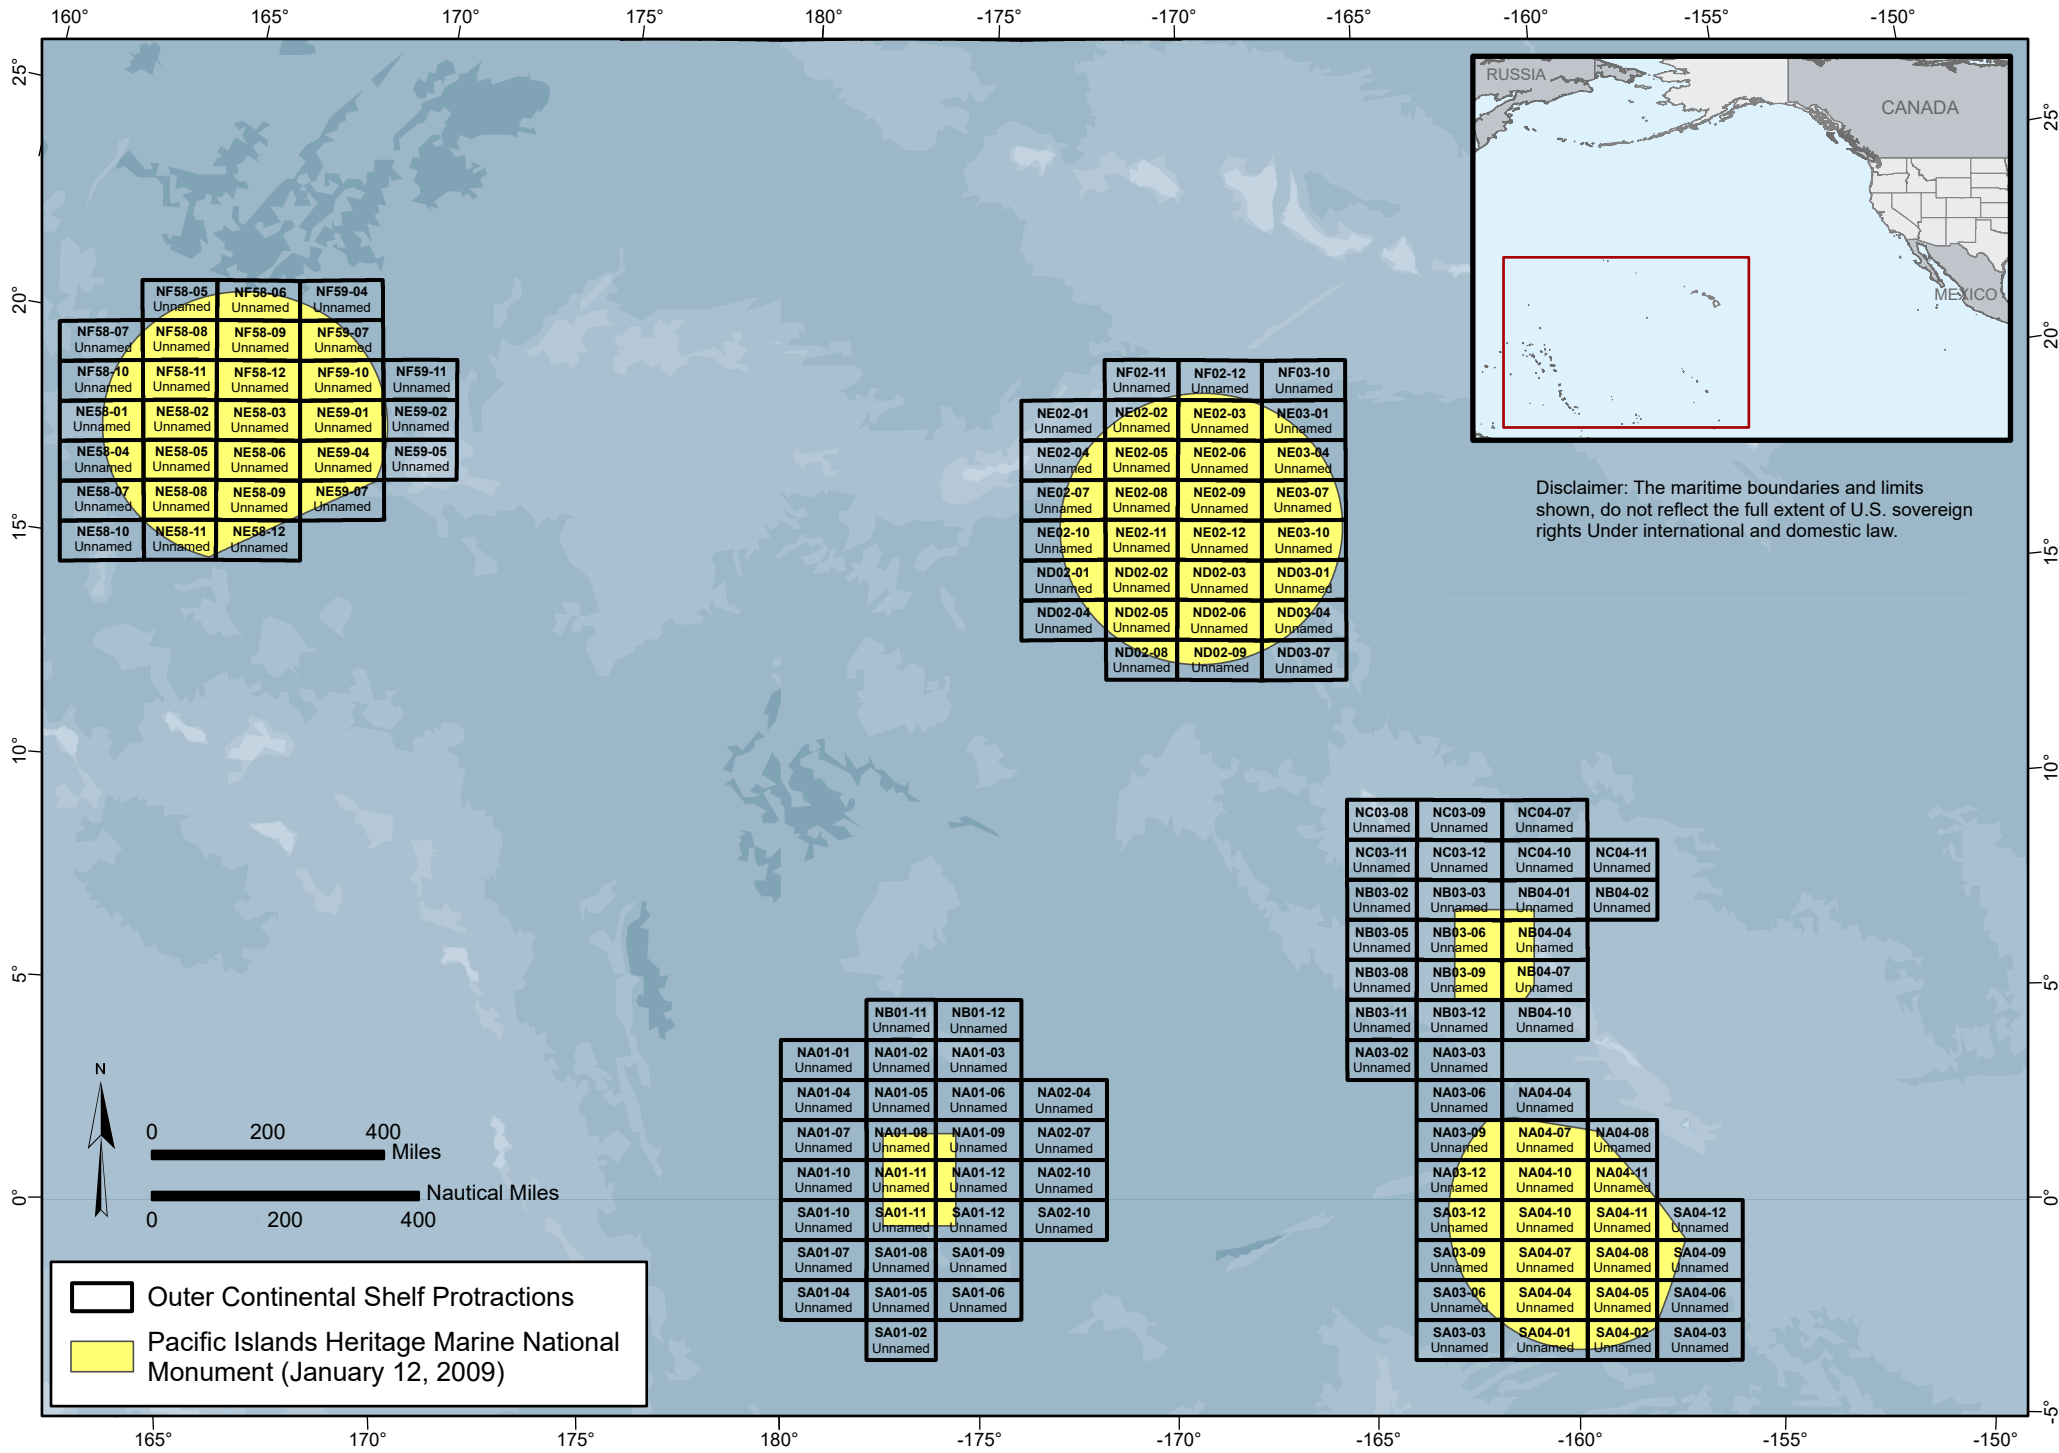 160° 165° 170° 175° 180° -175° -170° -165° -160° -155° -150°
25°
20°
15°
10°
5°
0°
25°
20°
15°
10°
5°
0°
-5°
RUSSIA
CANADA
MEXICO
Disclaimer: The maritime boundaries and limits
shown, do not reflect the full extent of U.S. sovereign
rights Under international and domestic law.
NF58-05 NF58-06 NF59-04
Unnamed Unnamed Unnamed
NF58-07 NF58-08 NF58-09 NF59-07
Unnamed Unnamed Unnamed Unnamed
NF58-10 NF58-11 NF58-12 NF59-10 NF59-11
Unnamed Unnamed Unnamed Unnamed Unnamed
NE58-01 NE58-02 NE58-03 NE59-01 NE59-02
Unnamed Unnamed Unnamed Unnamed Unnamed
NE58-04 NE58-05 NE58-06 NE59-04 NE59-05
Unnamed Unnamed Unnamed Unnamed Unnamed
NE58-07 NE58-08 NE58-09 NE59-07
Unnamed Unnamed Unnamed Unnamed
NE58-10 NE58-11 NE58-12
Unnamed Unnamed Unnamed
NF02-11 NF02-12 NF03-10
Unnamed Unnamed Unnamed
NE02-01 NE02-02 NE02-03 NE03-01
Unnamed Unnamed Unnamed Unnamed
NE02-04 NE02-05 NE02-06 NE03-04
Unnamed Unnamed Unnamed Unnamed
NE02-07 NE02-08 NE02-09 NE03-07
Unnamed Unnamed Unnamed Unnamed
NE02-10 NE02-11 NE02-12 NE03-10
Unnamed Unnamed Unnamed Unnamed
ND02-01 ND02-02 ND02-03 ND03-01
Unnamed Unnamed Unnamed Unnamed
ND02-04 ND02-05 ND02-06 ND03-04
Unnamed Unnamed Unnamed Unnamed
ND02-08 ND02-09 ND03-07
Unnamed Unnamed Unnamed
NC03-08 NC03-09 NC04-07
Unnamed Unnamed Unnamed
NC03-11 NC03-12 NC04-10 NC04-11
Unnamed Unnamed Unnamed Unnamed
NB03-02 NB03-03 NB04-01 NB04-02
Unnamed Unnamed Unnamed Unnamed
NB03-05 NB03-06 NB04-04
Unnamed Unnamed Unnamed
NB03-08 NB03-09 NB04-07
Unnamed Unnamed Unnamed
NB03-11 NB03-12 NB04-10
Unnamed Unnamed Unnamed
NA03-02 NA03-03
Unnamed Unnamed
NA03-06 NA04-04
Unnamed Unnamed
NA03-09 NA04-07 NA04-08
Unnamed Unnamed Unnamed
NA03-12 NA04-10 NA04-11
Unnamed Unnamed Unnamed
SA03-12 SA04-10 SA04-11 SA04-12
Unnamed Unnamed Unnamed Unnamed
SA03-09 SA04-07 SA04-08 SA04-09
Unnamed Unnamed Unnamed Unnamed
SA03-06 SA04-04 SA04-05 SA04-06
Unnamed Unnamed Unnamed Unnamed
SA03-03 SA04-01 SA04-02 SA04-03
Unnamed Unnamed Unnamed Unnamed
NB01-11 NB01-12
Unnamed Unnamed
NA01-01 NA01-02 NA01-03
Unnamed Unnamed Unnamed
NA01-04 NA01-05 NA01-06 NA02-04
Unnamed Unnamed Unnamed Unnamed
NA01-07 NA01-08 NA01-09 NA02-07
Unnamed Unnamed Unnamed Unnamed
NA01-10 NA01-11 NA01-12 NA02-10
Unnamed Unnamed Unnamed Unnamed
SA01-10 SA01-11 SA01-12 SA02-10
Unnamed Unnamed Unnamed Unnamed
SA01-07 SA01-08 SA01-09
Unnamed Unnamed Unnamed
SA01-04 SA01-05 SA01-06
Unnamed Unnamed Unnamed
SA01-02
Unnamed
N
0 200 400
Miles
Nautical Miles
0 200 400
Outer Continental Shelf Protractions
Pacific Islands Heritage Marine National
Monument (January 12, 2009)
165° 170° 175° 180° -175° -170° -165° -160° -155° -150°